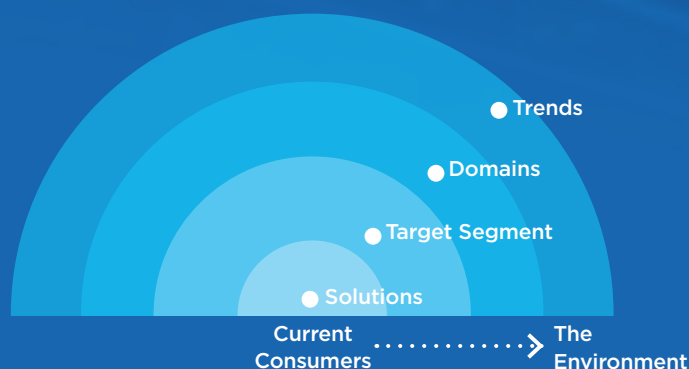 Trends
Domains
Target Segment
Solutions
Current
Consumers
The
Environment